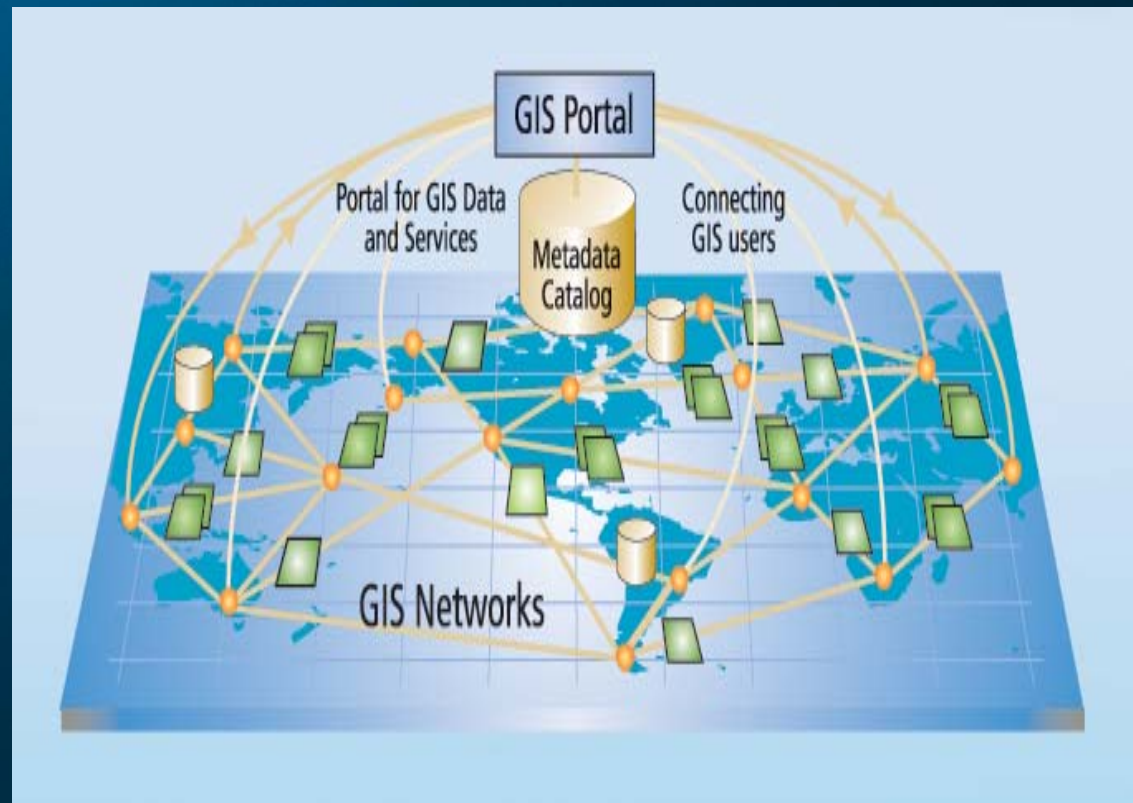 GIS Portal
Portal for GIS Data
and Services
Connecting
GIS users
Metadata
Catalog
GIS Networks